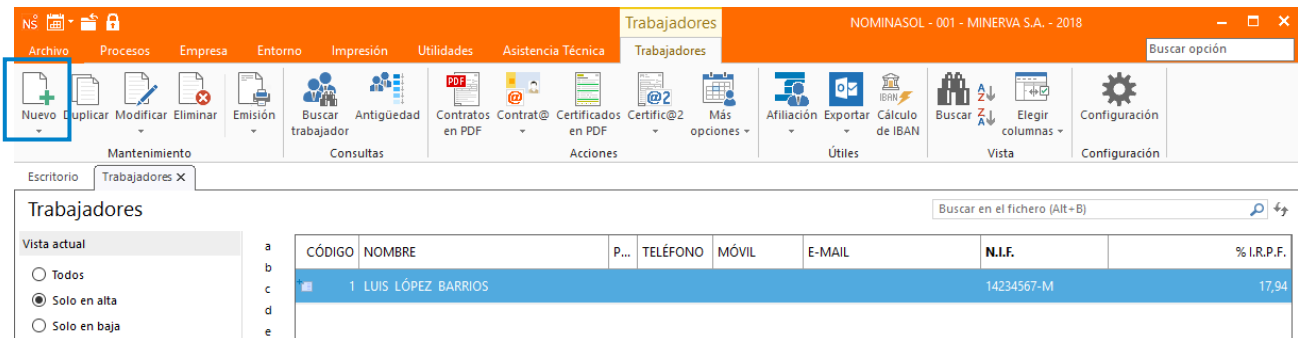 NS Trabajadores NOMINASOL - 001 - MINERVA S.A. - 2018
Archivo Procesos Empresa Entorno Impresión Utilidades Asistencia Técnica Trabajadores Buscar opción
PDF @ @2 IBAN A Z
Nuevo Duplicar Modificar Eliminar Emisión Buscar trabajador Antigüedad Contratos en PDF Contrat@ Certificados en PDF Certific@2 Más opciones Afiliación Exportar Cálculo de IBAN Buscar Z A Elegir columnas Configuración
Mantenimiento Consultas Acciones Útiles Vista Configuración
Escritorio Trabajadores X
Trabajadores Buscar en el fichero (Alt+B)
Vista actual a CÓDIGO NOMBRE P... TELÉFONO MÓVIL E-MAIL N.I.F. % I.R.P.F.
Todos b
Solo en alta c 1 LUIS LÓPEZ BARRIOS 14234567-M 17,94
d
Solo en baja e